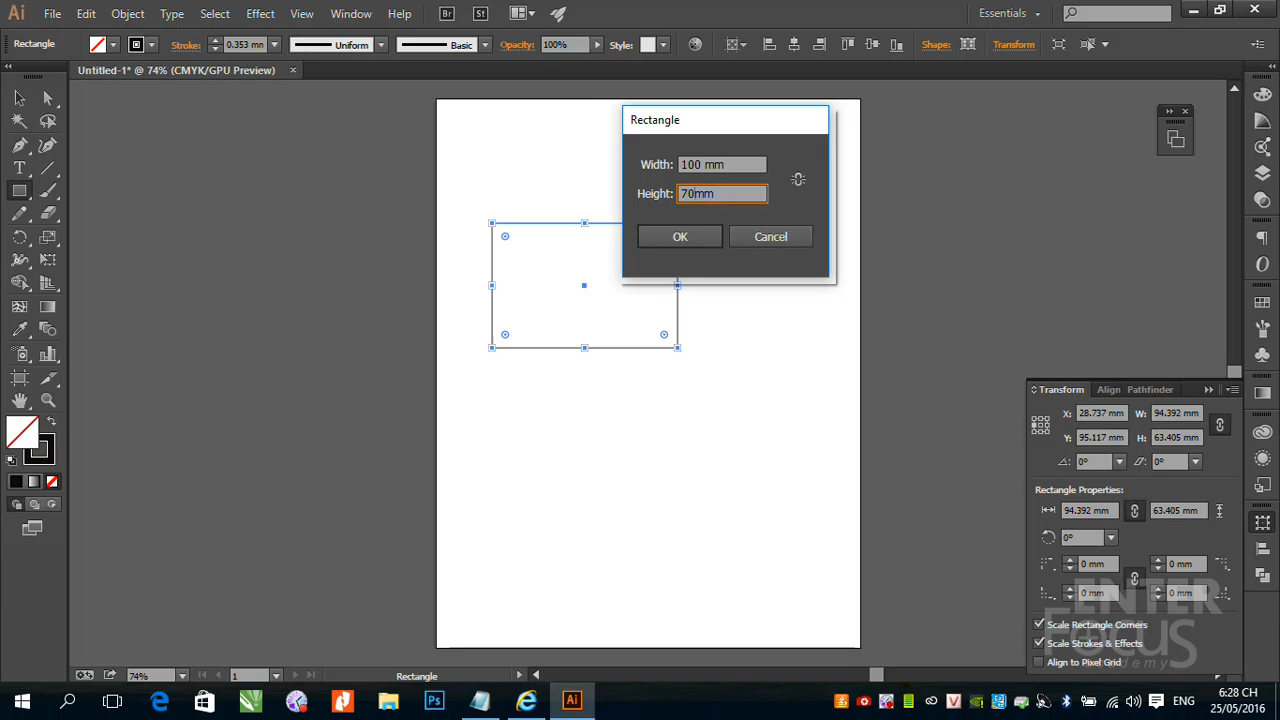 Ai File Edit Object Type Select Effect View Window Help Br St Essentials
Rectangle Stroke: 0.353 mn Uniform Basic Opacity: 100% Style: Shape: Transform
Untitled-1* @ 74% (CMYK/GPU Preview)
Rectangle
Width: 100 mm
Height: 70mm
OK Cancel
Transform Align Pathfinder
X: 28.737 mm W: 94.392 mm
Y: 95.117 mm H: 63.405 mm
0° 0°
Rectangle Properties:
94.392 mm 63.405 mm
0°
0 mm 0 mm
0 mm 0 mm
ENTER
FOCUS
Scale Rectangle Corners
Scale Strokes & Effects
Align to Pixel Grid
74% 1 Rectangle
Ps Ai ENG 6:28 CH
25/05/2016